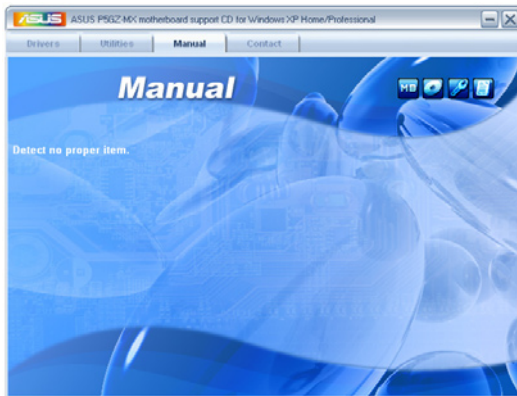 ASUS ASUS P5GZ-MX motherboard support CD for Windows XP Home/Professional
Drivers Utilities Manual Contact
Manual
MB
Detect no proper item.